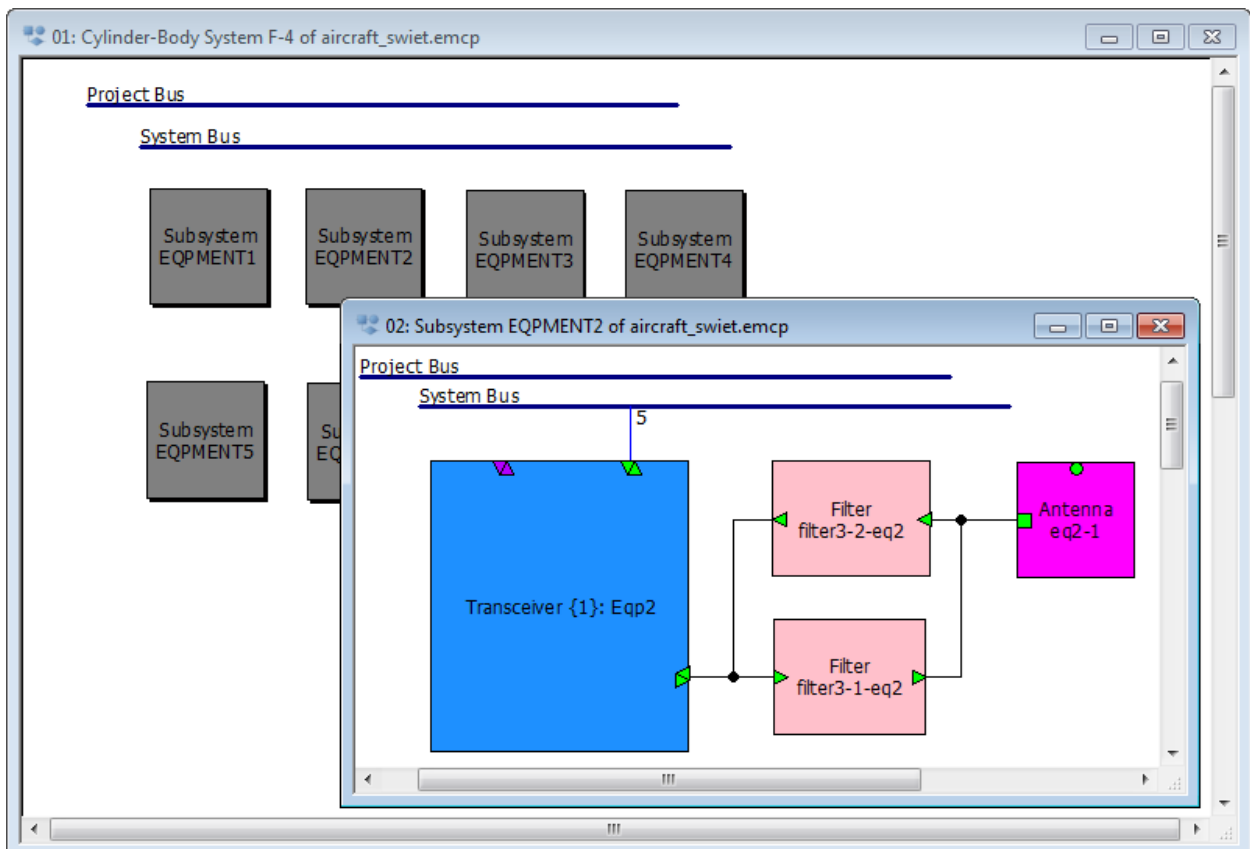 01: Cylinder-Body System F-4 of aircraft_swiet.emcp
Project Bus
System Bus
Subsystem
EQPMENT1
Subsystem
EQPMENT2
Subsystem
EQPMENT3
Subsystem
EQPMENT4
Subsystem
EQPMENT5
Su
EQ
02: Subsystem EQPMENT2 of aircraft_swiet.emcp
Project Bus
System Bus
5
Transceiver {1}: Eqp2
Filter
filter3-2-eq2
Antenna
eq2-1
Filter
filter3-1-eq2